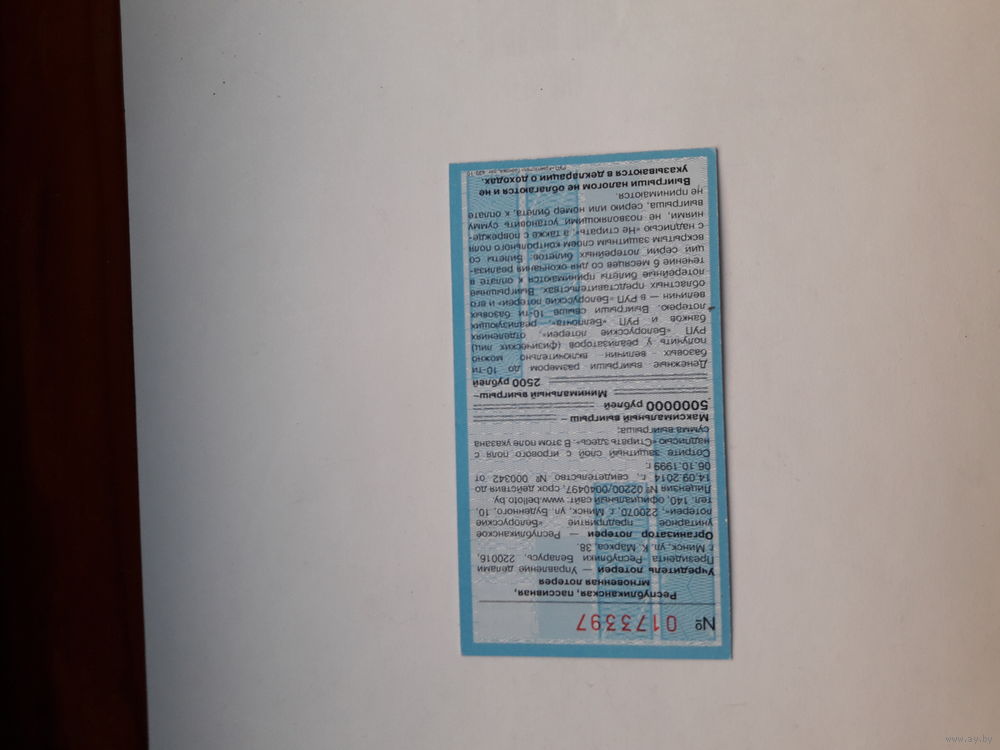 № 0173397
Республиканская, пассивная,
мгновенная лотерея
Учредитель лотереи — Управление делами
Президента Республики Беларусь, 220016,
г. Минск, ул. К. Маркса, 38.
Организатор лотереи — Республиканское
унитарное предприятие «Белорусские
лотереи», 220070, г. Минск, ул. Буденного, 10,
тел. 140, официальный сайт: www.belloto.by
Лицензия № 02200/0040497, срок действия до
14.09.2014 г., свидетельство № 000342 от
06.10.1999 г.
Сотрите защитный слой с игрового поля с
надписью «Стирать здесь». В этом поле указана
сумма выигрыша:
Максимальный выигрыш –
5000000 рублей
Минимальный выигрыш–
2500 рублей
Денежные выигрыши размером до 10-ти
базовых величин включительно можно
получить у реализаторов (физических лиц)
РУП «Белорусские лотереи», отделениях
банков и РУП «Белпочта», реализующих
лотерею. Выигрыши свыше 10-ти базовых
величин — в РУП «Белорусские лотереи» и его
областных представительствах. Выигрышные
лотерейные билеты принимаются к оплате в
течение 6 месяцев со дня окончания реализа-
ции серии лотерейных билетов. Билеты со
вскрытым защитным слоем контрольного поля
с надписью «Не стирать», а также с поврежде-
ниями, не позволяющими установить сумму
выигрыша, серию или номер билета, к оплате
не принимаются.
Выигрыши налогом не облагаются и не
указываются в декларации о доходах.
www.ay.by